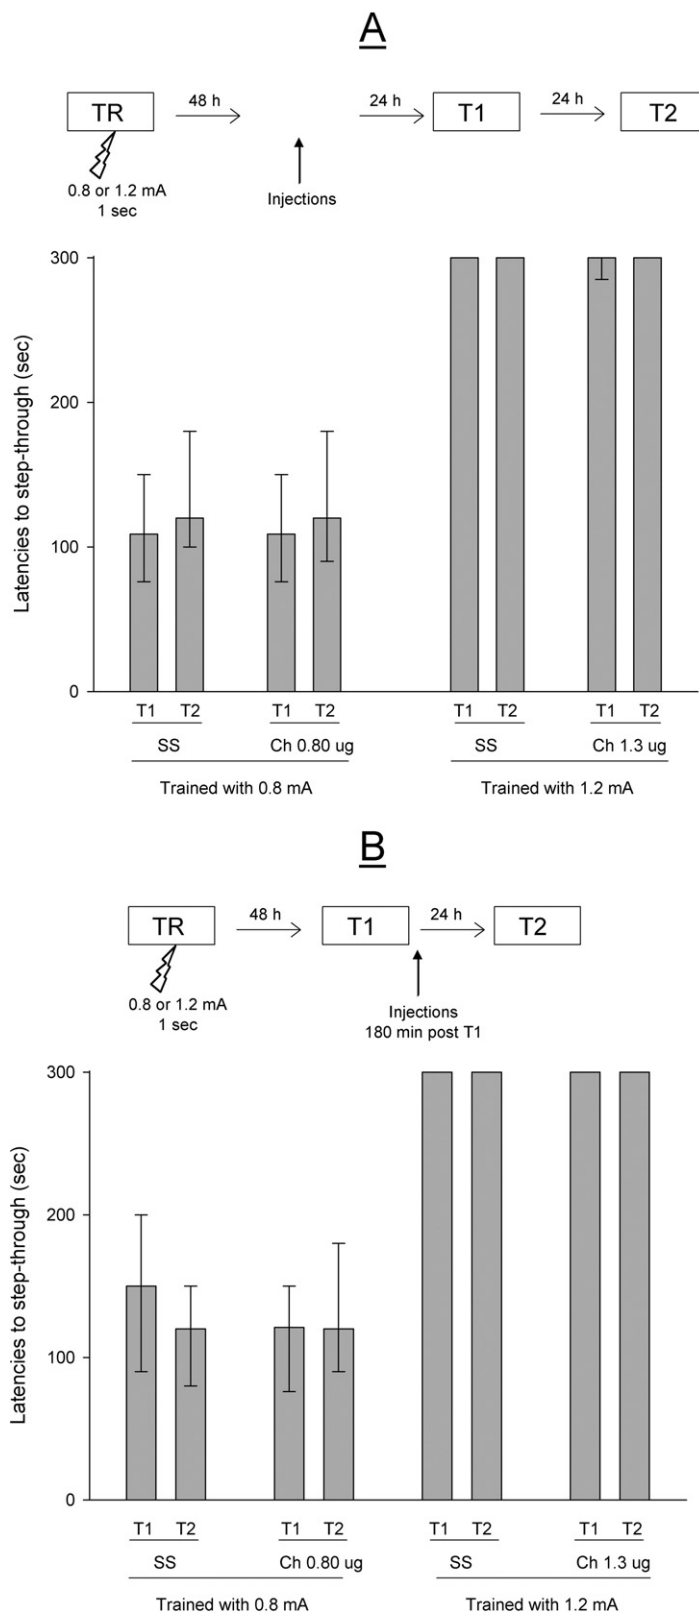 A
48 h 24 h 24 h
TR T1 T2
0.8 or 1.2 mA
1 sec
Injections
Latencies to step-through (sec)
300
200
100
0
T1 T2 T1 T2 T1 T2 T1 T2
SS Ch 0.80 ug SS Ch 1.3 ug
Trained with 0.8 mA Trained with 1.2 mA
B
48 h 24 h
TR T1 T2
0.8 or 1.2 mA
1 sec
Injections
180 min post T1
Latencies to step-through (sec)
300
200
100
0
T1 T2 T1 T2 T1 T2 T1 T2
SS Ch 0.80 ug SS Ch 1.3 ug
Trained with 0.8 mA Trained with 1.2 mA